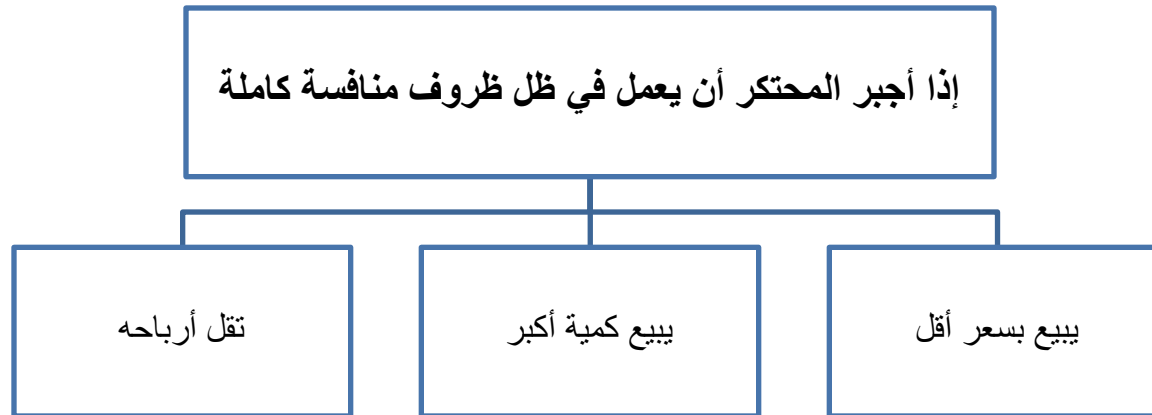 إذا أجبر المحتكر أن يعمل في ظل ظروف منافسة كاملة
يبيع بسعر أقل
يبيع كمية أكبر
تقل أرباحه